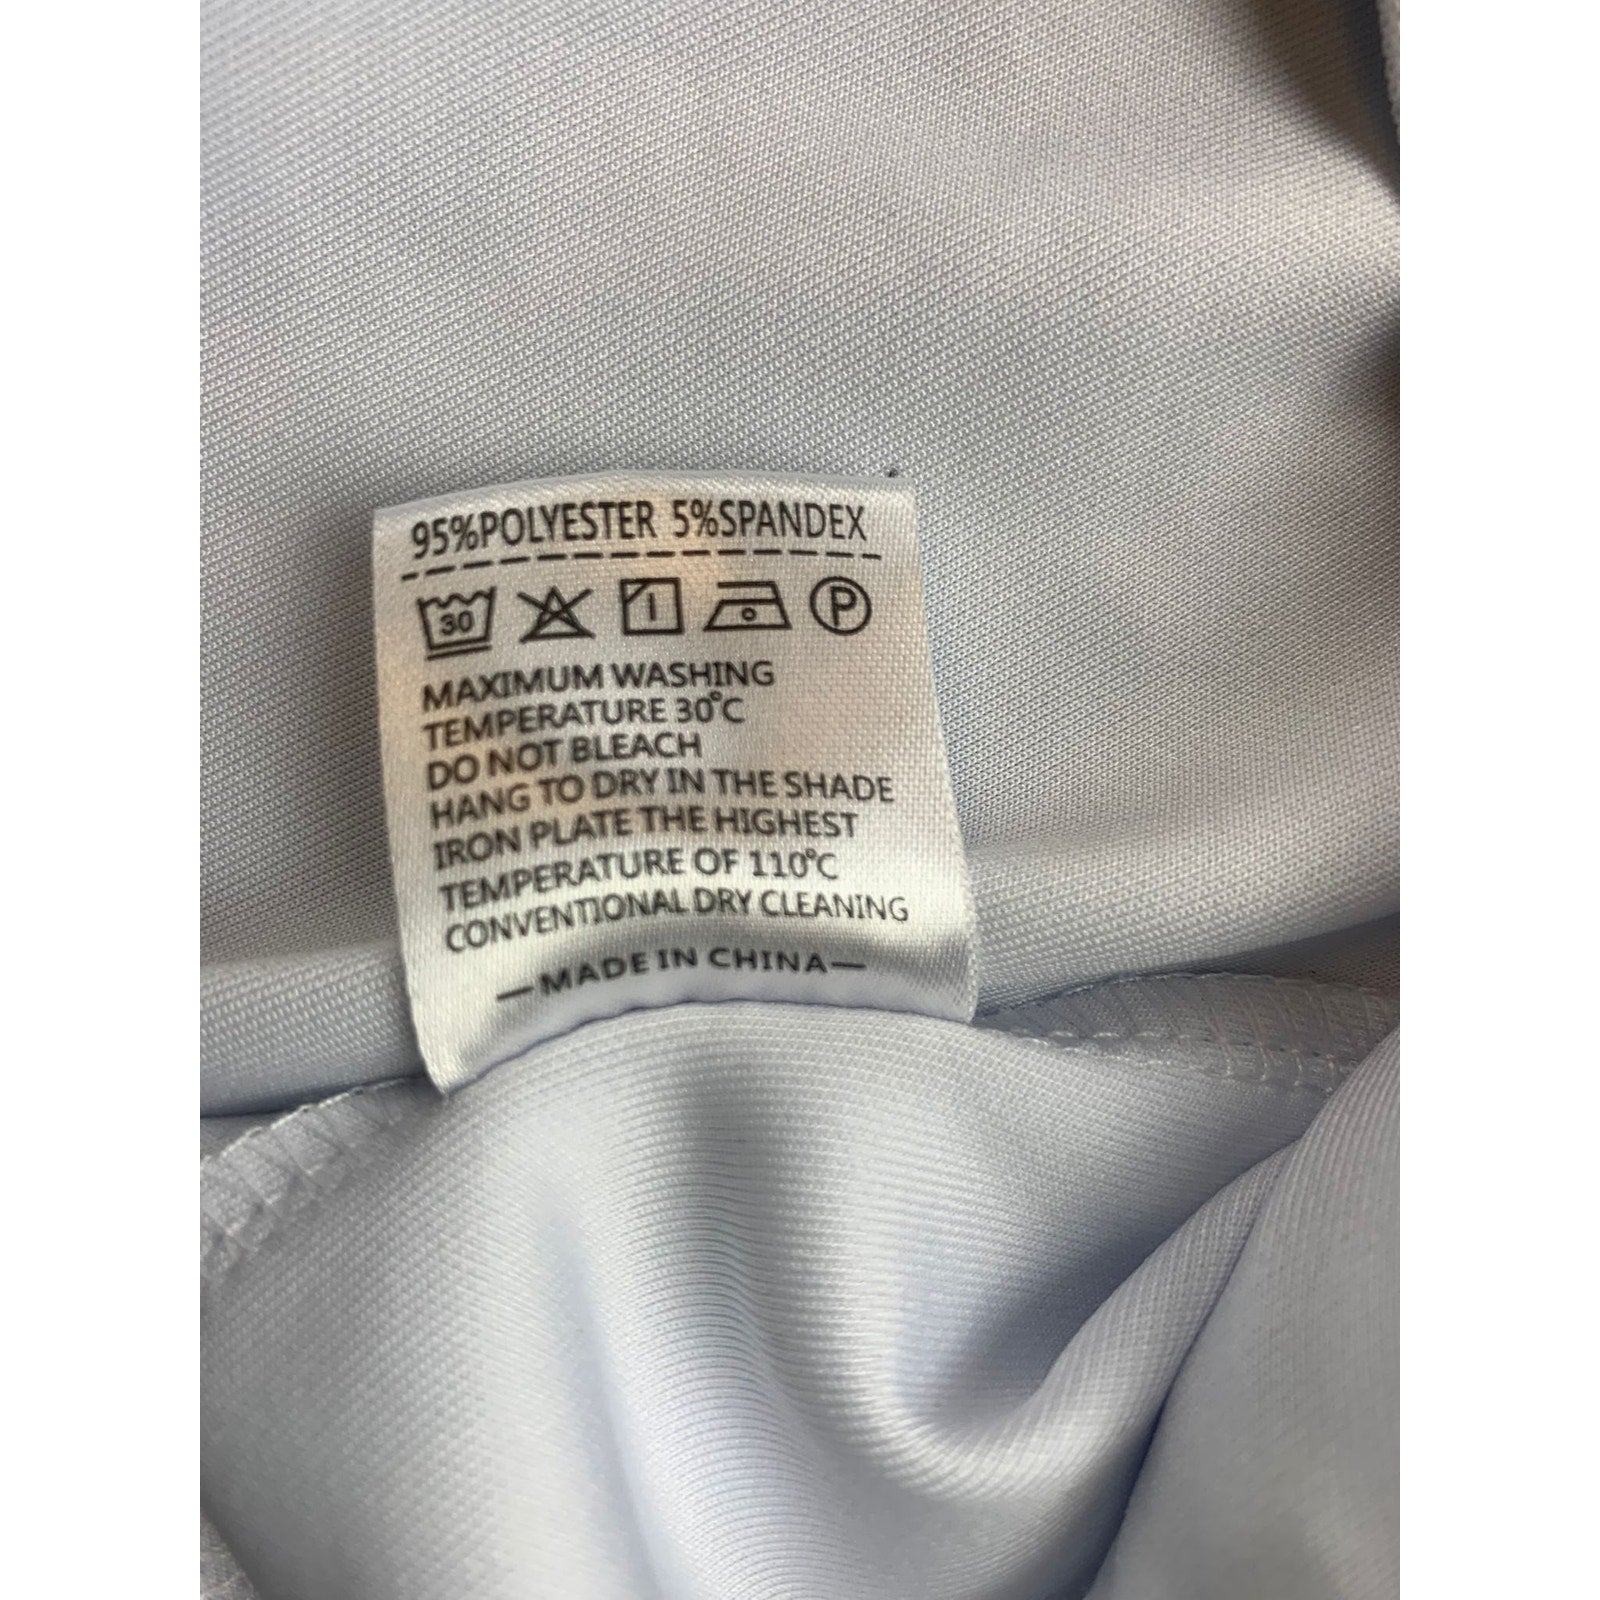 95%POLYESTER 5%SPANDEX
30 P
MAXIMUM WASHING
TEMPERATURE 30°C
DO NOT BLEACH
HANG TO DRY IN THE SHADE
IRON PLATE THE HIGHEST
TEMPERATURE OF 110°C
CONVENTIONAL DRY CLEANING
—MADE IN CHINA—